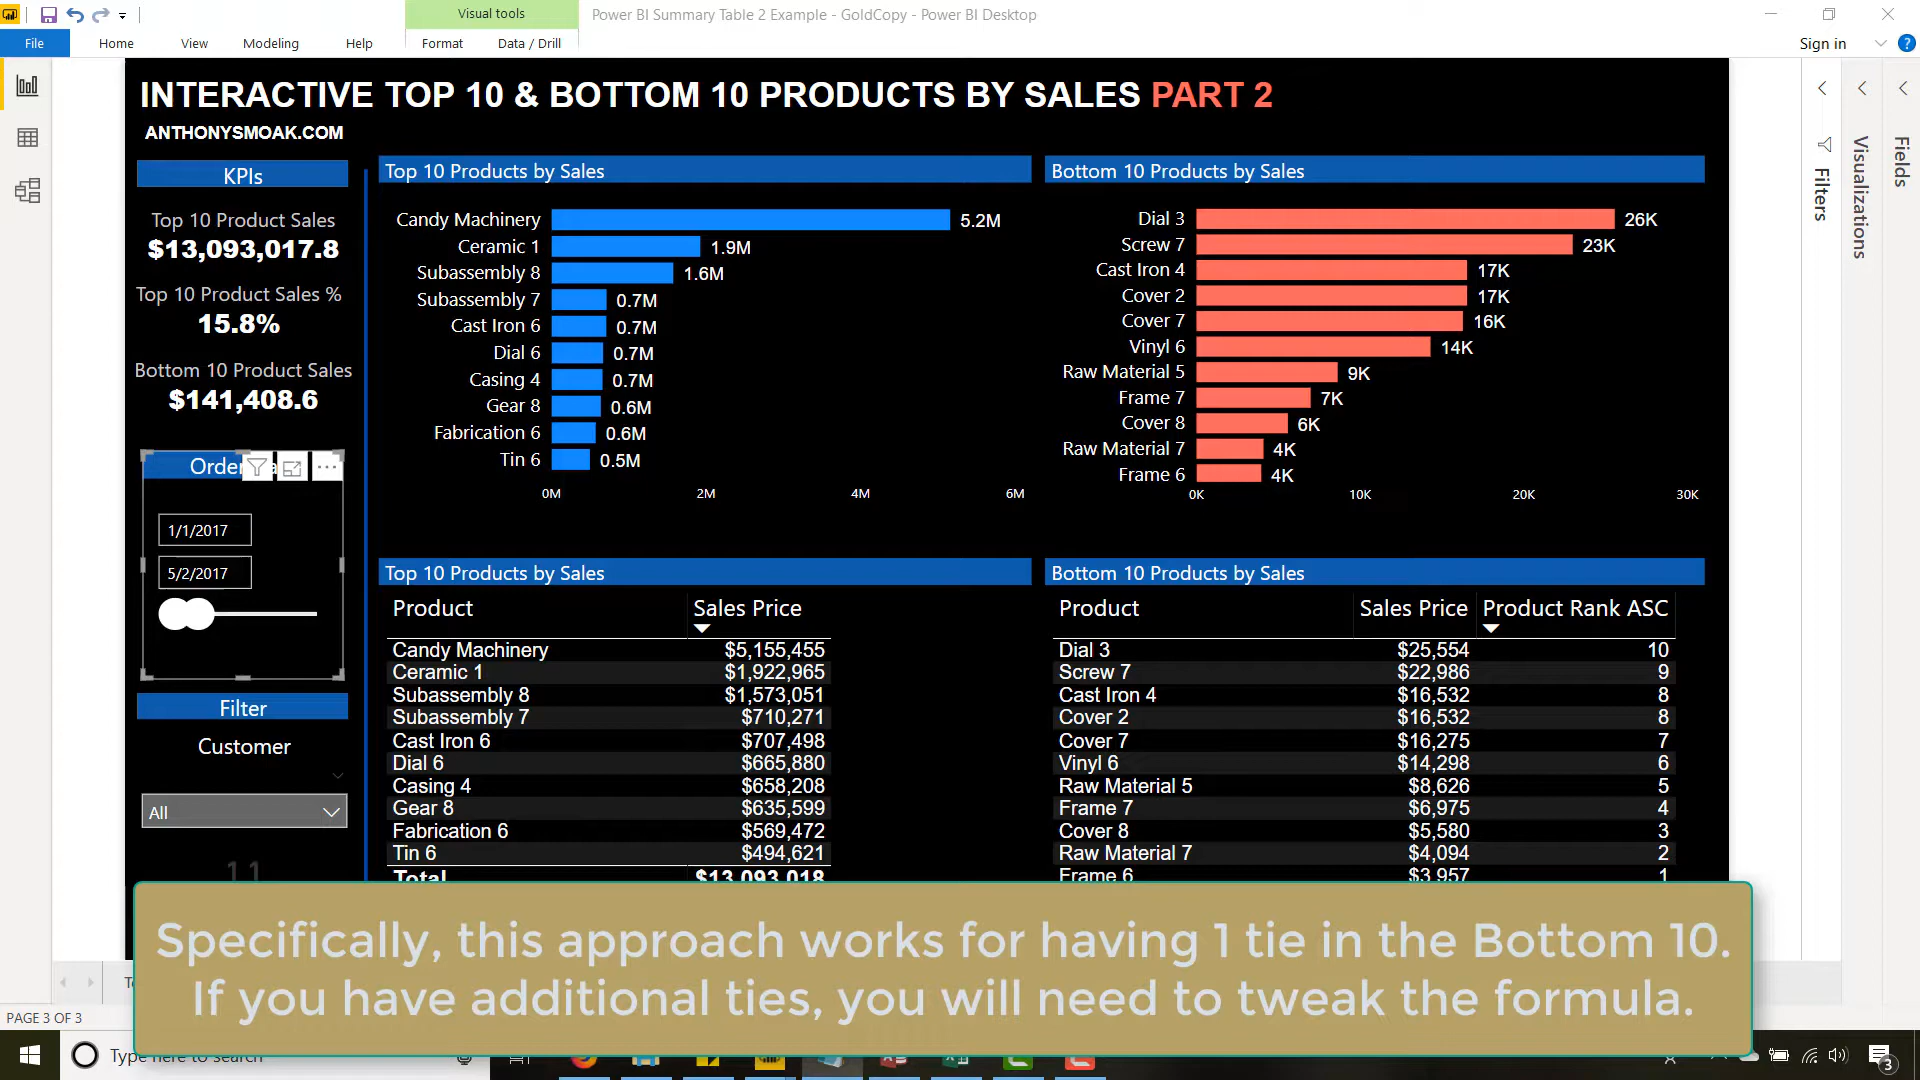 Visual tools
Power BI Summary Table 2 Example - GoldCopy - Power BI Desktop
File
Home
View
Modeling
Help
Format
Data / Drill
Sign in
?
INTERACTIVE TOP 10 & BOTTOM 10 PRODUCTS BY SALES PART 2
ANTHONYSMOAK.COM
KPIs
Top 10 Product Sales
$13,093,017.8
Top 10 Product Sales %
15.8%
Bottom 10 Product Sales
$141,408.6
Order
1/1/2017
5/2/2017
Filter
Customer
All
11
Top 10 Products by Sales
Candy Machinery 5.2M
Ceramic 1 1.9M
Subassembly 8 1.6M
Subassembly 7 0.7M
Cast Iron 6 0.7M
Dial 6 0.7M
Casing 4 0.7M
Gear 8 0.6M
Fabrication 6 0.6M
Tin 6 0.5M
0M 2M 4M 6M
Bottom 10 Products by Sales
Dial 3 26K
Screw 7 23K
Cast Iron 4 17K
Cover 2 17K
Cover 7 16K
Vinyl 6 14K
Raw Material 5 9K
Frame 7 7K
Cover 8 6K
Raw Material 7 4K
Frame 6 4K
0K 10K 20K 30K
Top 10 Products by Sales
Product Sales Price
Candy Machinery $5,155,455
Ceramic 1 $1,922,965
Subassembly 8 $1,573,051
Subassembly 7 $710,271
Cast Iron 6 $707,498
Dial 6 $665,880
Casing 4 $658,208
Gear 8 $635,599
Fabrication 6 $569,472
Tin 6 $494,621
Total $13,093,018
Bottom 10 Products by Sales
Product Sales Price Product Rank ASC
Dial 3 $25,554 10
Screw 7 $22,986 9
Cast Iron 4 $16,532 8
Cover 2 $16,532 8
Cover 7 $16,275 7
Vinyl 6 $14,298 6
Raw Material 5 $8,626 5
Frame 7 $6,975 4
Cover 8 $5,580 3
Raw Material 7 $4,094 2
Frame 6 $3,957 1
Filters
Visualizations
Fields
Specifically, this approach works for having 1 tie in the Bottom 10.
If you have additional ties, you will need to tweak the formula.
PAGE 3 OF 3
Type here to search
3